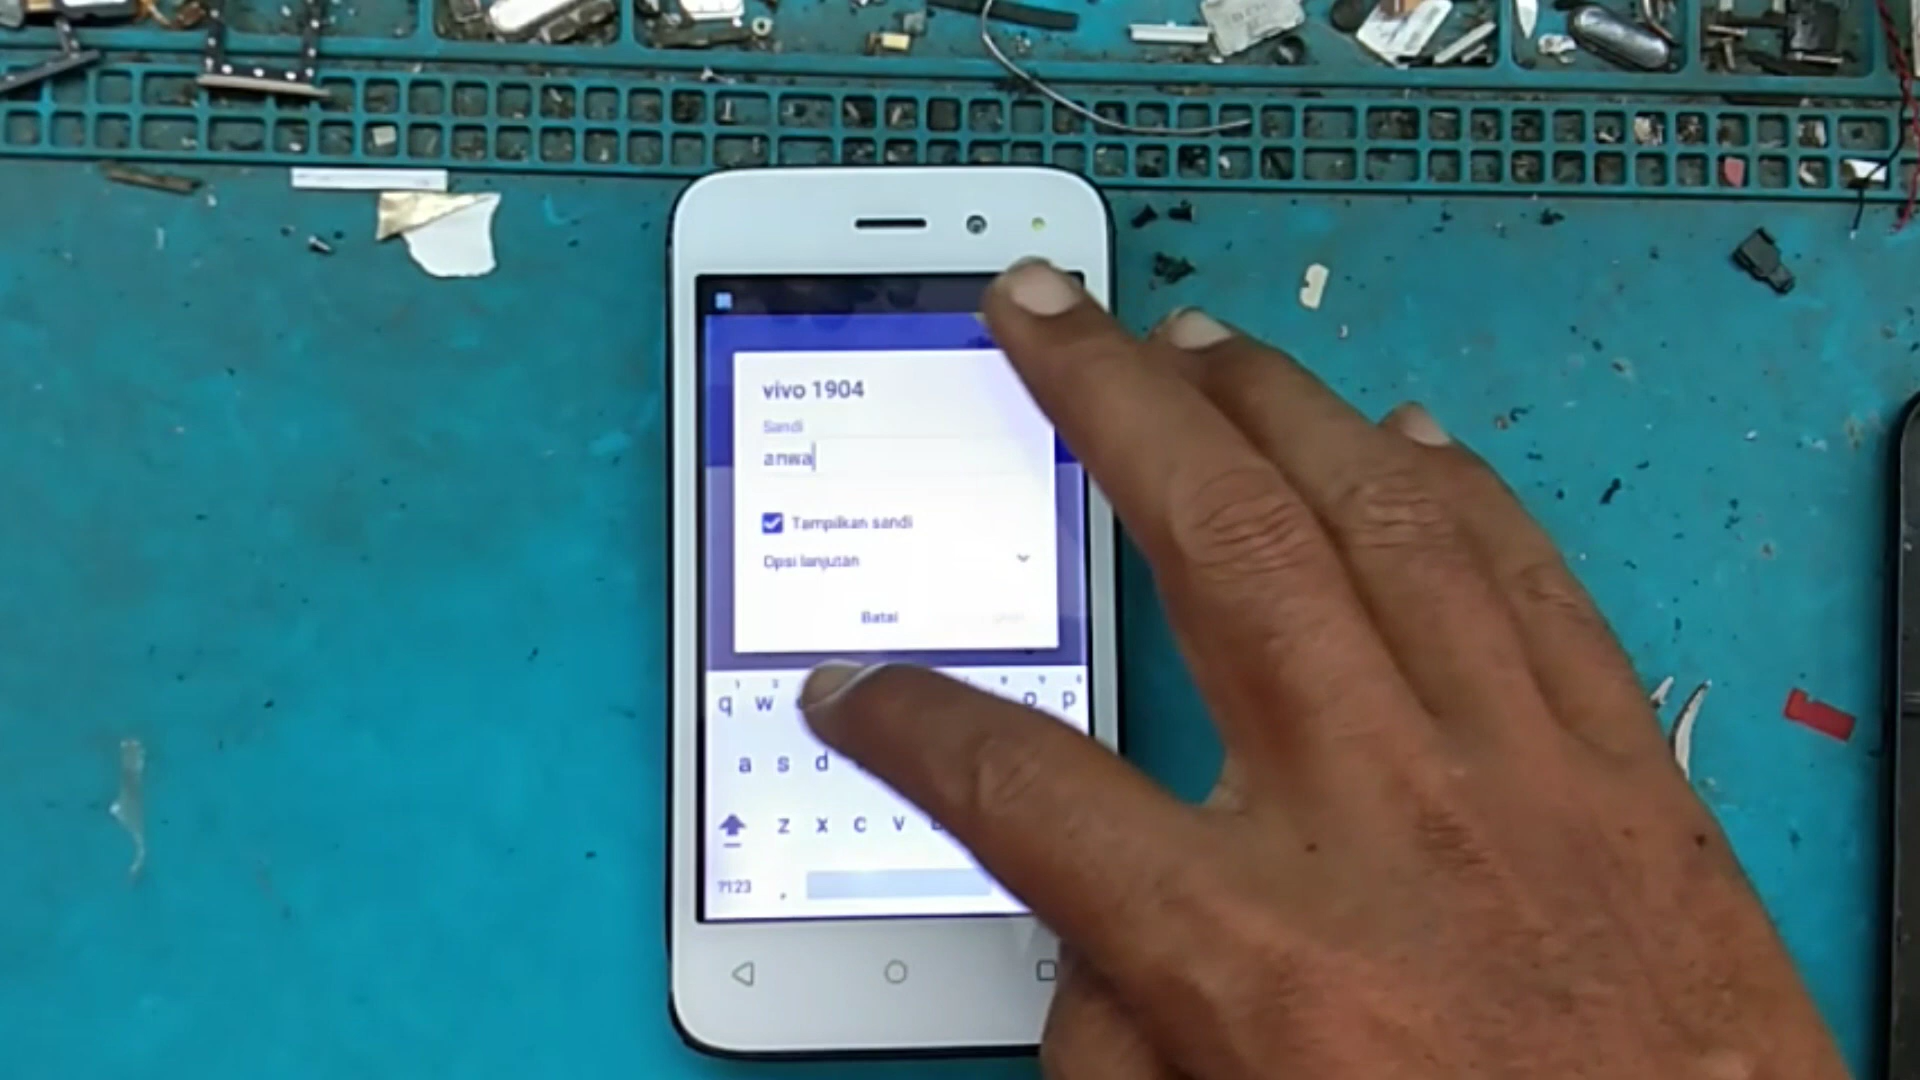 vivo 1904
Sandi
anwa
Tampilkan sandi
Opsi lanjutan
Batal
q w o p
a s d
z x c v
?123 ,